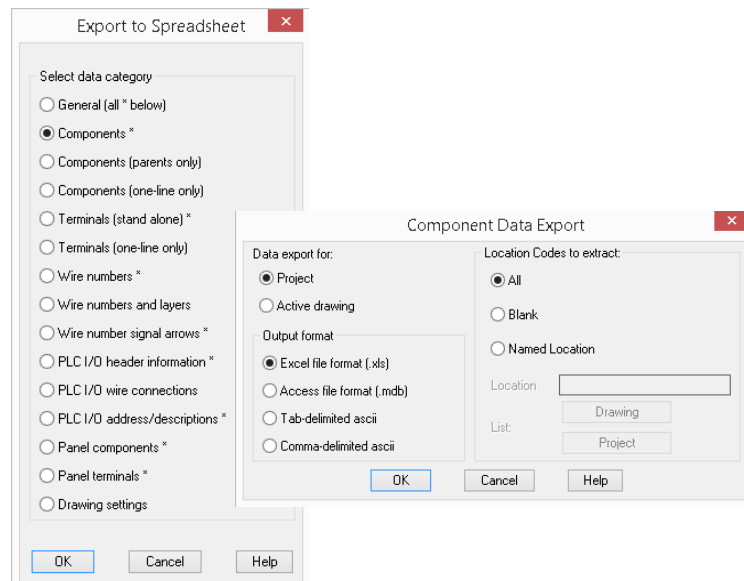 Export to Spreadsheet
Select data category
General (all * below)
Components *
Components (parents only)
Components (one-line only)
Terminals (stand alone) *
Terminals (one-line only)
Wire numbers *
Wire numbers and layers
Wire number signal arrows *
PLC I/O header information *
PLC I/O wire connections
PLC I/O address/descriptions *
Panel components *
Panel terminals *
Drawing settings
OK Cancel Help
Component Data Export
Data export for:
Project
Active drawing
Output format
Excel file format (.xls)
Access file format (.mdb)
Tab-delimited ascii
Comma-delimited ascii
Location Codes to extract:
All
Blank
Named Location
Location
List: Drawing
Project
OK Cancel Help